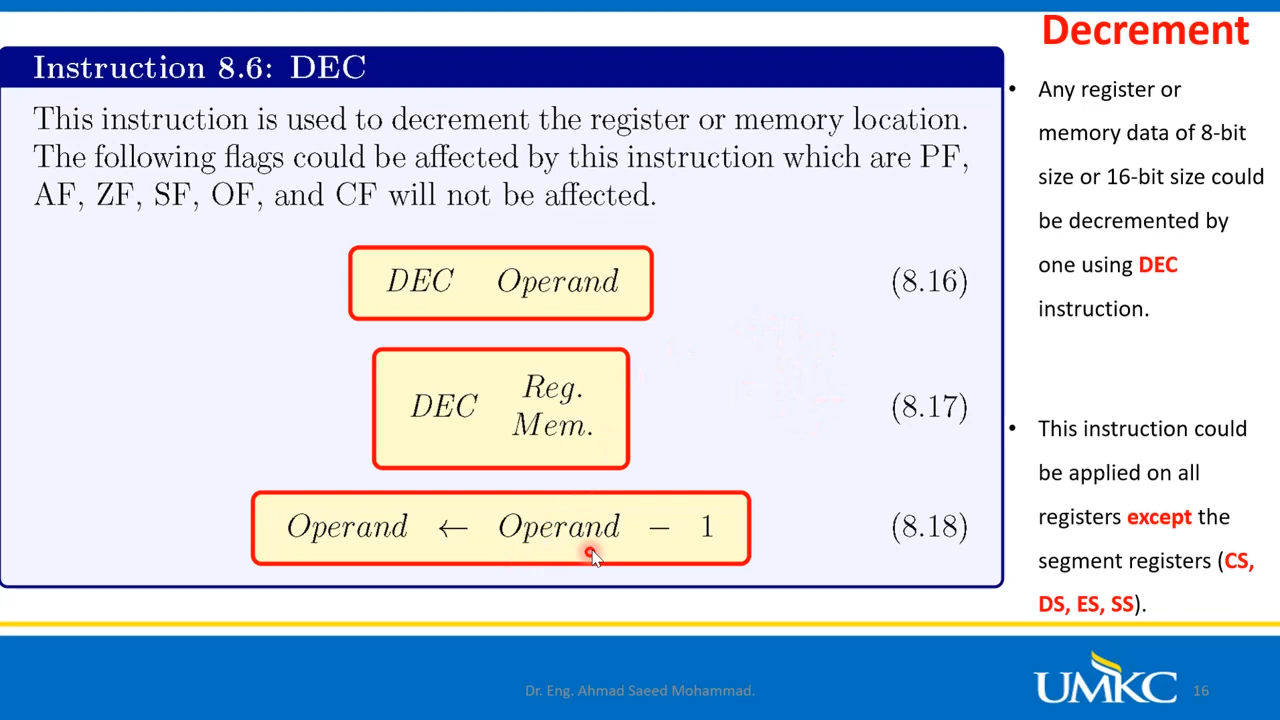 Decrement
Instruction 8.6: DEC
This instruction is used to decrement the register or memory location.
The following flags could be affected by this instruction which are PF,
AF, ZF, SF, OF, and CF will not be affected.
DEC Operand (8.16)
DEC Reg. Mem. (8.17)
Operand ← Operand − 1 (8.18)
• Any register or
memory data of 8-bit
size or 16-bit size could
be decremented by
one using DEC
instruction.
• This instruction could
be applied on all
registers except the
segment registers (CS,
DS, ES, SS).
Dr. Eng. Ahmad Saeed Mohammad.
UMKC
16